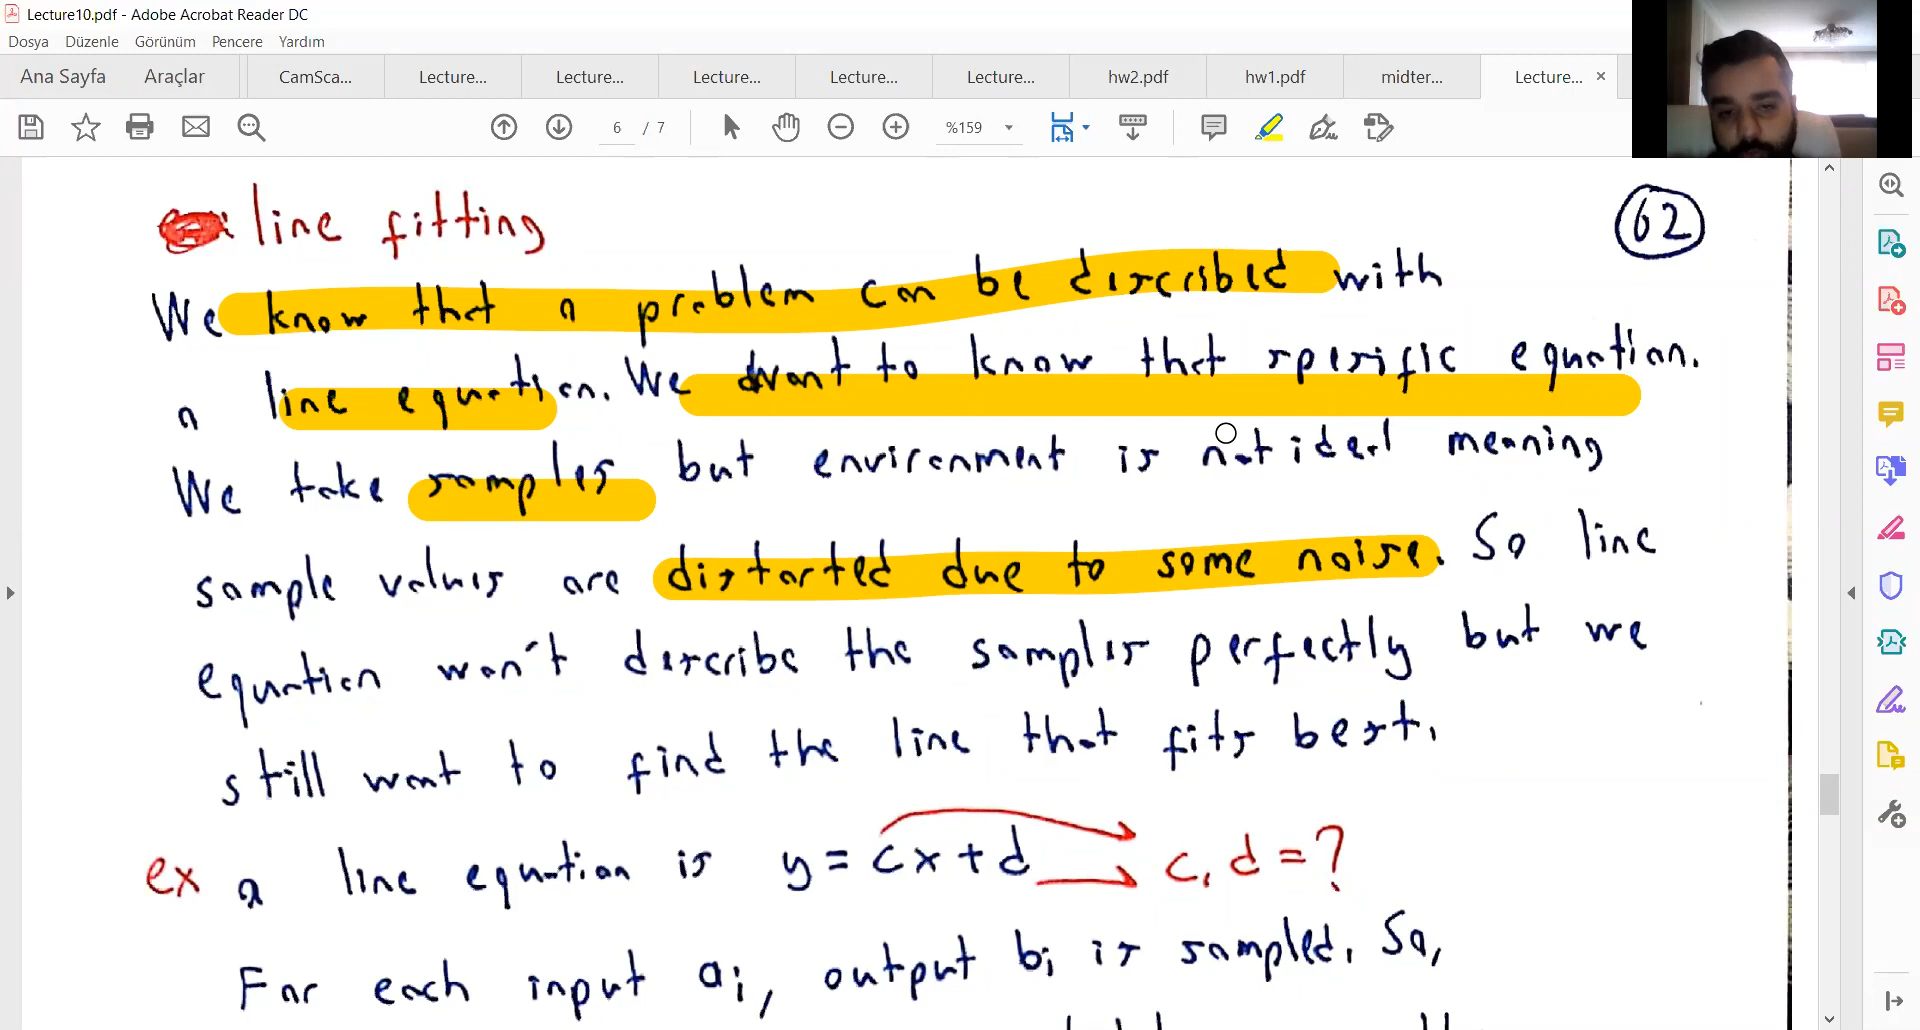 Lecture10.pdf - Adobe Acrobat Reader DC
Dosya Düzenle Görünüm Pencere Yardım
Ana Sayfa Araçlar CamSca... Lecture... Lecture... Lecture... Lecture... Lecture... hw2.pdf hw1.pdf midter... Lecture... ×
6 / 7 %159
line fitting 62
We know that a problem can be described with
a line equation. We want to know that spesific equation.
We take samples but environment is not ideal meaning
sample values are distorted due to some noise. So line
equation won't describe the samples perfectly but we
still want to find the line that fits best.
ex a line equation is y = cx + d c, d = ?
For each input ai, output bi is sampled. So,